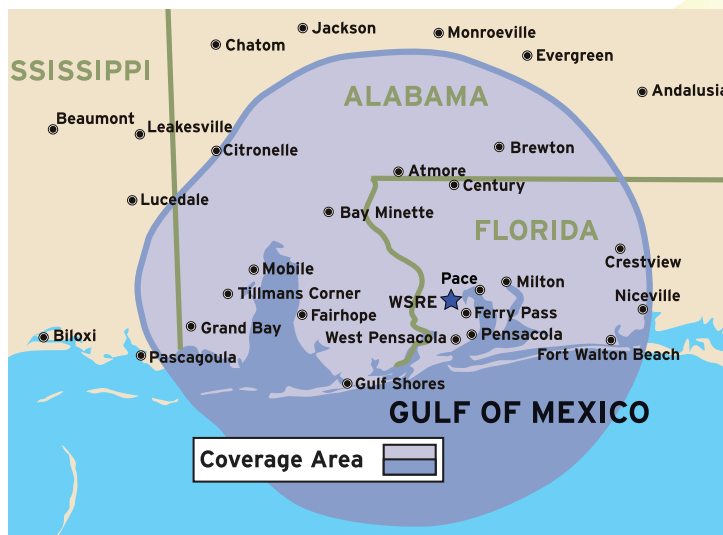 Jackson
Monroeville
Chatom
Evergreen
SSISSIPPI
ALABAMA
Andalusia
Beaumont
Leakesville
Citronelle
Brewton
Atmore
Century
Lucedale
Bay Minette
FLORIDA
Crestview
Mobile
Pace
Milton
Tillmans Corner
WSRE
Niceville
Fairhope
Ferry Pass
Grand Bay
Biloxi
West Pensacola
Pensacola
Pascagoula
Fort Walton Beach
Gulf Shores
GULF OF MEXICO
Coverage Area